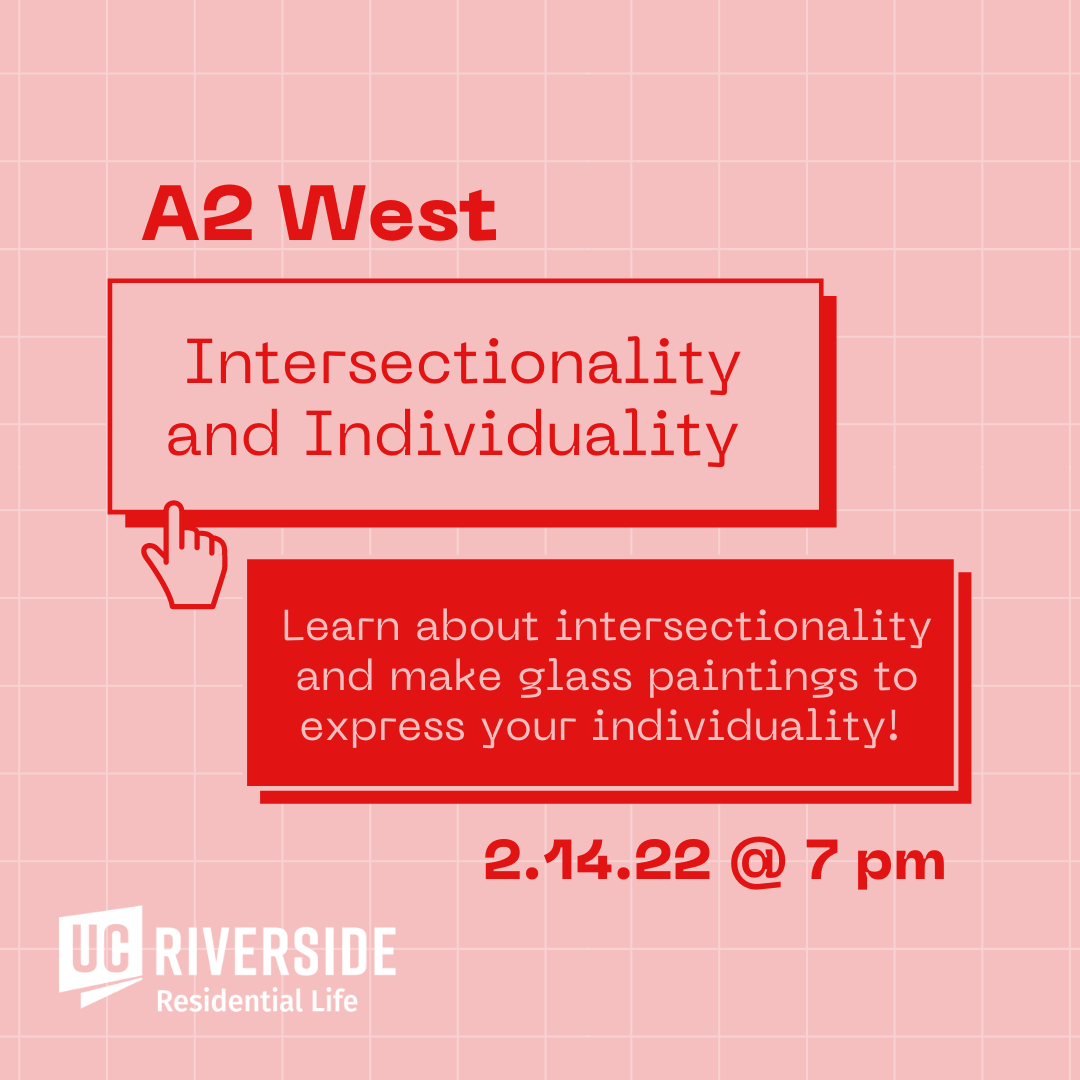 A2 West
Intersectionality
and Individuality
Learn about intersectionality
and make glass paintings to
express your individuality!
2.14.22 @ 7 pm
UC RIVERSIDE
Residential Life